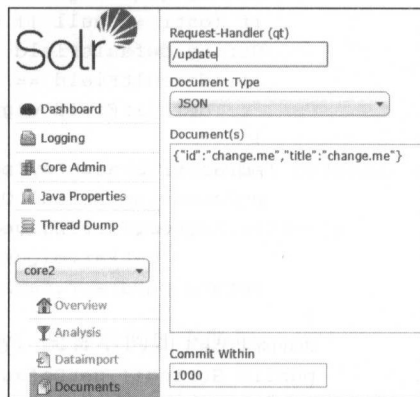 Solr
Dashboard
Logging
Core Admin
Java Properties
Thread Dump
core2
Overview
Analysis
Dataimport
Documents
Request-Handler (qt)
/update
Document Type
JSON
Document(s)
{"id":"change.me","title":"change.me"}
Commit Within
1000